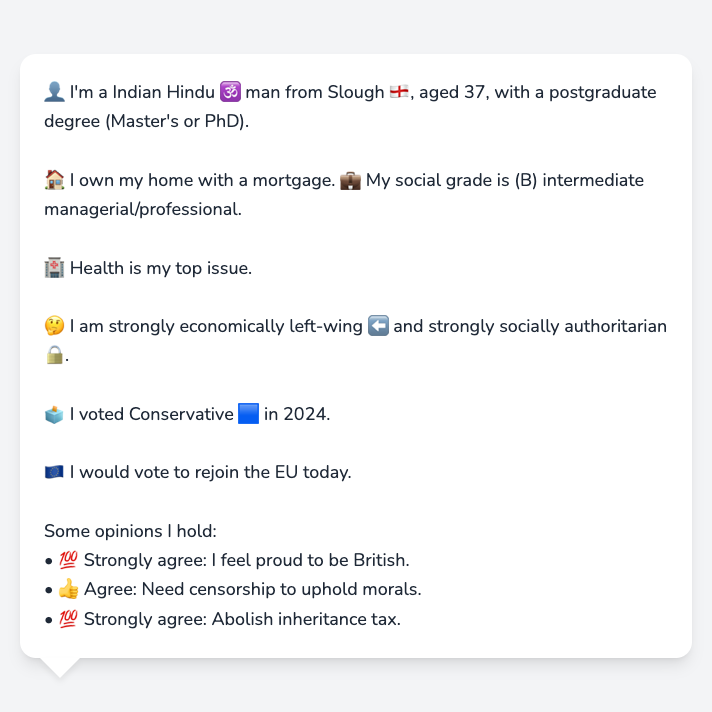 👤 I'm a Indian Hindu 🕉️ man from Slough 🏴󠁧󠁢󠁥󠁮󠁧󠁿, aged 37, with a postgraduate
degree (Master's or PhD).
🏠 I own my home with a mortgage. 💼 My social grade is (B) intermediate
managerial/professional.
🏥 Health is my top issue.
🤔 I am strongly economically left-wing ⬅️ and strongly socially authoritarian
🔒.
🗳️ I voted Conservative 🟦 in 2024.
🇪🇺 I would vote to rejoin the EU today.
Some opinions I hold:
• 💯 Strongly agree: I feel proud to be British.
• 👍 Agree: Need censorship to uphold morals.
• 💯 Strongly agree: Abolish inheritance tax.